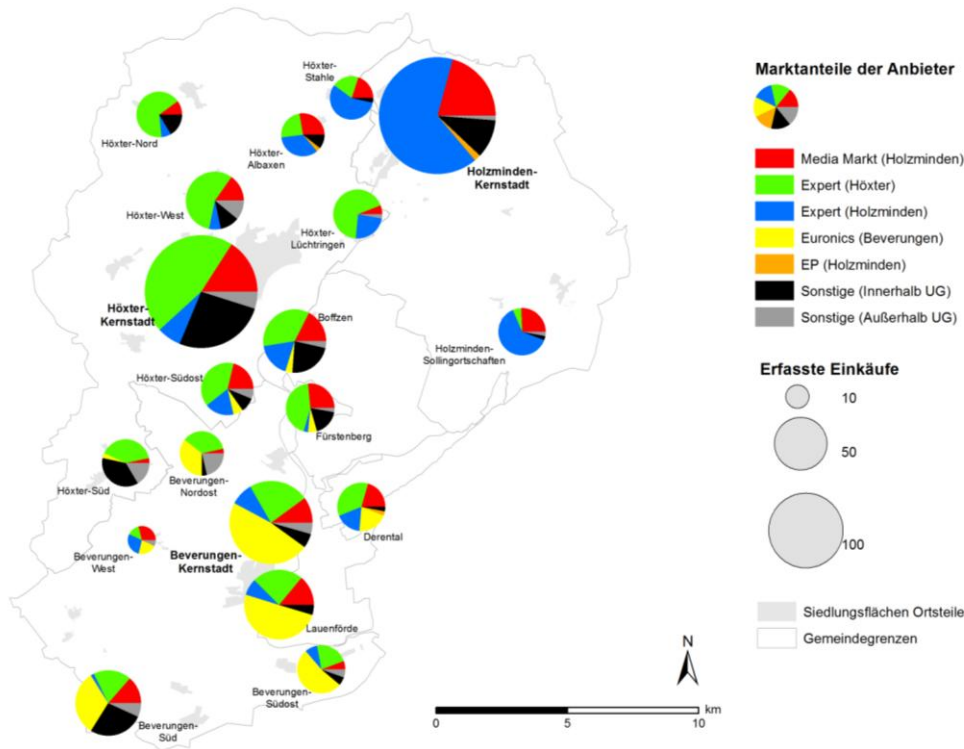 Höxter-
Stahle
Höxter-Nord
Höxter-
Albaxen
Holzminden-
Kernstadt
Höxter-West
Höxter-
Lüchtringen
Höxter-
Kernstadt
Boffzen
Holzminden-
Sollingortschaften
Höxter-Südost
Fürstenberg
Höxter-Süd
Beverungen-
Nordost
Derental
Beverungen-
West
Beverungen-
Kernstadt
Lauenförde
Beverungen-
Südost
Beverungen-
Süd
N
km
0
5
10
Marktanteile der Anbieter
Media Markt (Holzminden)
Expert (Höxter)
Expert (Holzminden)
Euronics (Beverungen)
EP (Holzminden)
Sonstige (Innerhalb UG)
Sonstige (Außerhalb UG)
Erfasste Einkäufe
10
50
100
Siedlungsflächen Ortsteile
Gemeindegrenzen